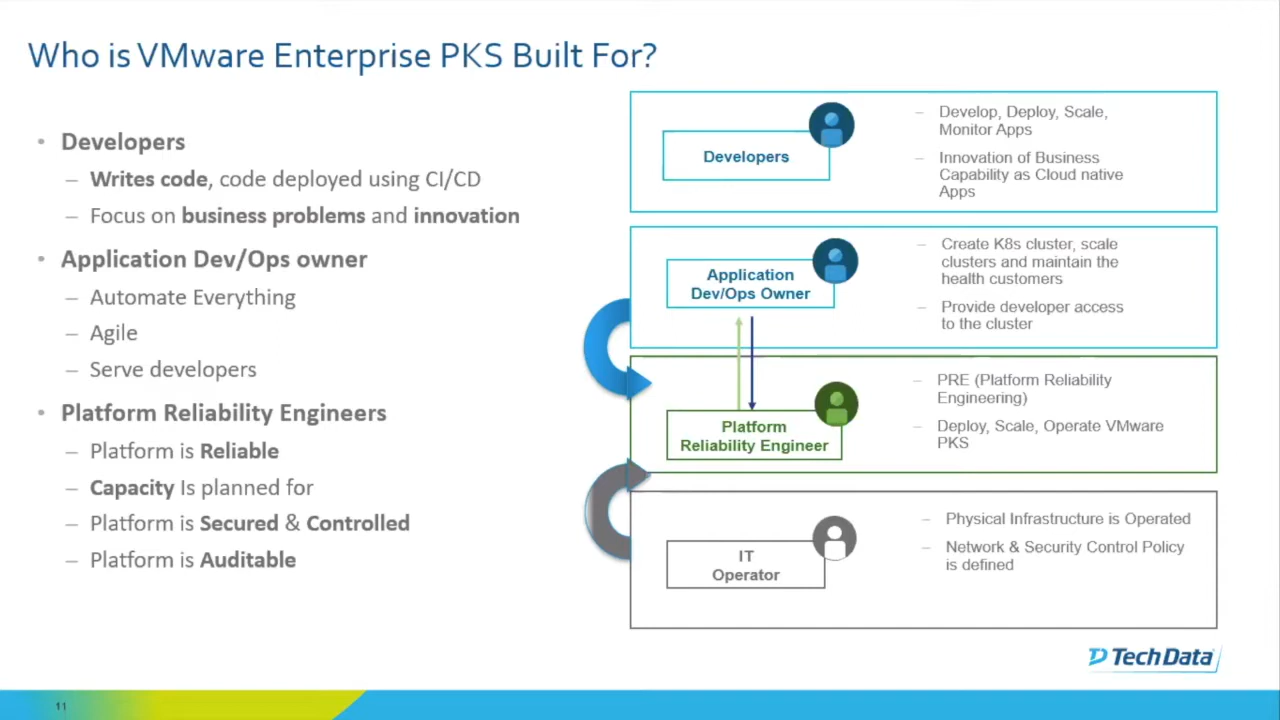 Who is VMware Enterprise PKS Built For?
• Developers
– Writes code, code deployed using CI/CD
– Focus on business problems and innovation
• Application Dev/Ops owner
– Automate Everything
– Agile
– Serve developers
• Platform Reliability Engineers
– Platform is Reliable
– Capacity Is planned for
– Platform is Secured & Controlled
– Platform is Auditable
Developers
– Develop, Deploy, Scale,
Monitor Apps
– Innovation of Business
Capability as Cloud native
Apps
Application
Dev/Ops Owner
– Create K8s cluster, scale
clusters and maintain the
health customers
– Provide developer access
to the cluster
Platform
Reliability Engineer
– PRE (Platform Reliability
Engineering)
– Deploy, Scale, Operate VMware
PKS
IT
Operator
– Physical Infrastructure is Operated
– Network & Security Control Policy
is defined
Tech Data
11